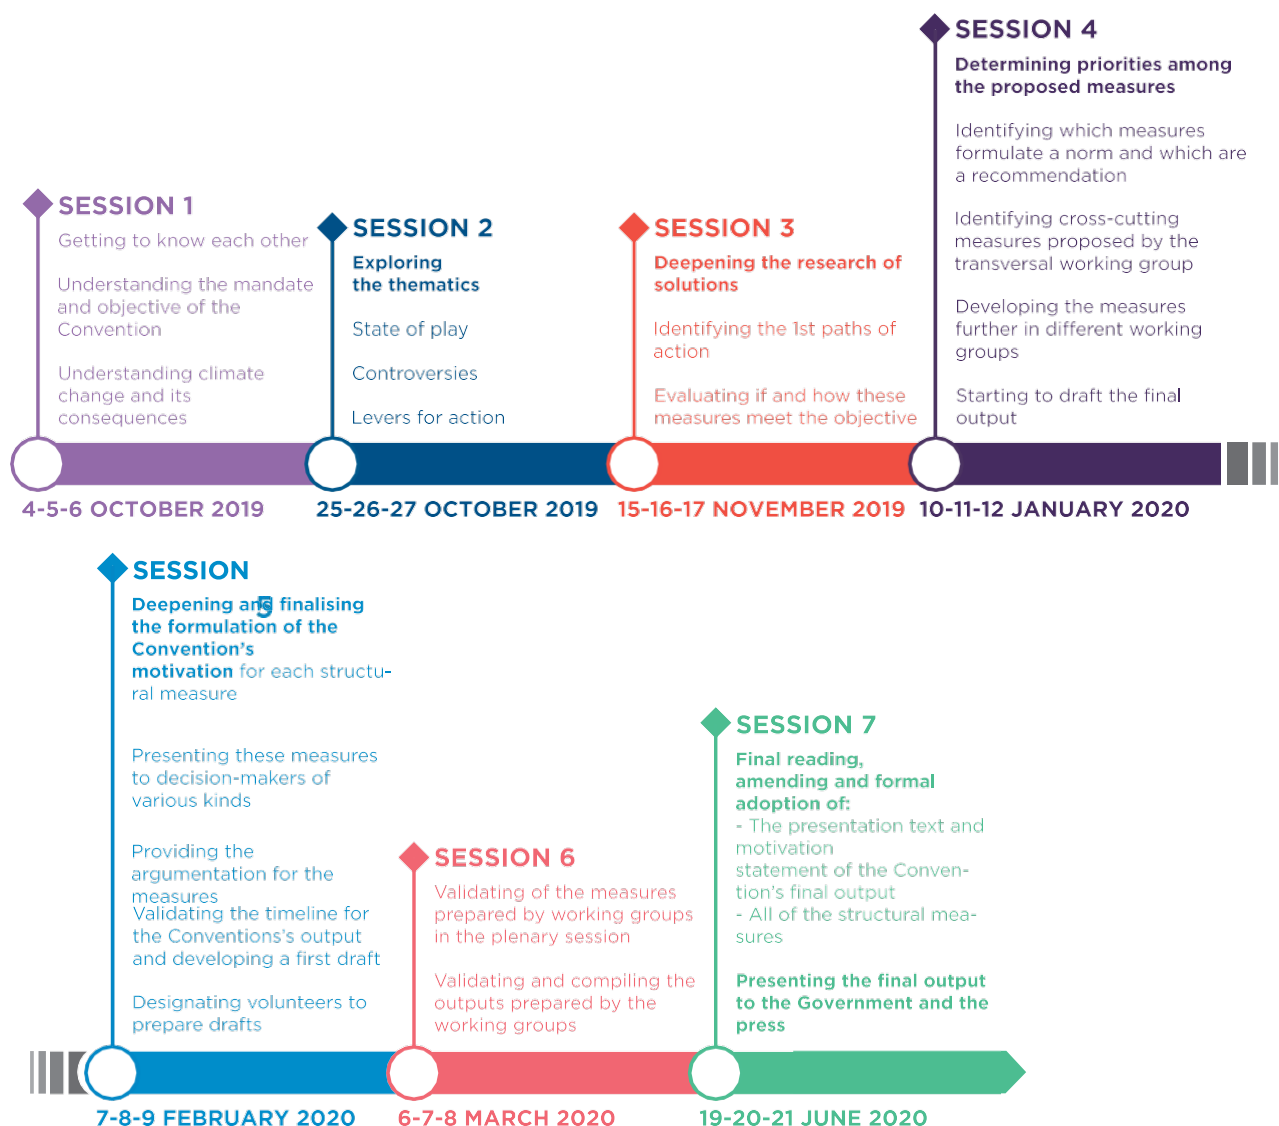 SESSION 1
Getting to know each other
Understanding the mandate
and objective of the
Convention
Understanding climate
change and its
consequences
4-5-6 OCTOBER 2019
SESSION 2
Exploring
the thematics
State of play
Controversies
Levers for action
25-26-27 OCTOBER 2019
SESSION 3
Deepening the research of
solutions
Identifying the 1st paths of
action
Evaluating if and how these
measures meet the objective
15-16-17 NOVEMBER 2019
SESSION 4
Determining priorities among
the proposed measures
Identifying which measures
formulate a norm and which are
a recommendation
Identifying cross-cutting
measures proposed by the
transversal working group
Developing the measures
further in different working
groups
Starting to draft the final
output
10-11-12 JANUARY 2020
SESSION
5
Deepening and finalising
the formulation of the
Convention's
motivation for each structu-
ral measure
Presenting these measures
to decision-makers of
various kinds
Providing the
argumentation for the
measures
Validating the timeline for
the Conventions's output
and developing a first draft
Designating volunteers to
prepare drafts
7-8-9 FEBRUARY 2020
SESSION 6
Validating of the measures
prepared by working groups
in the plenary session
Validating and compiling the
outputs prepared by the
working groups
6-7-8 MARCH 2020
SESSION 7
Final reading,
amending and formal
adoption of:
- The presentation text and
motivation
statement of the Conven-
tion's final output
- All of the structural mea-
sures
Presenting the final output
to the Government and the
press
19-20-21 JUNE 2020